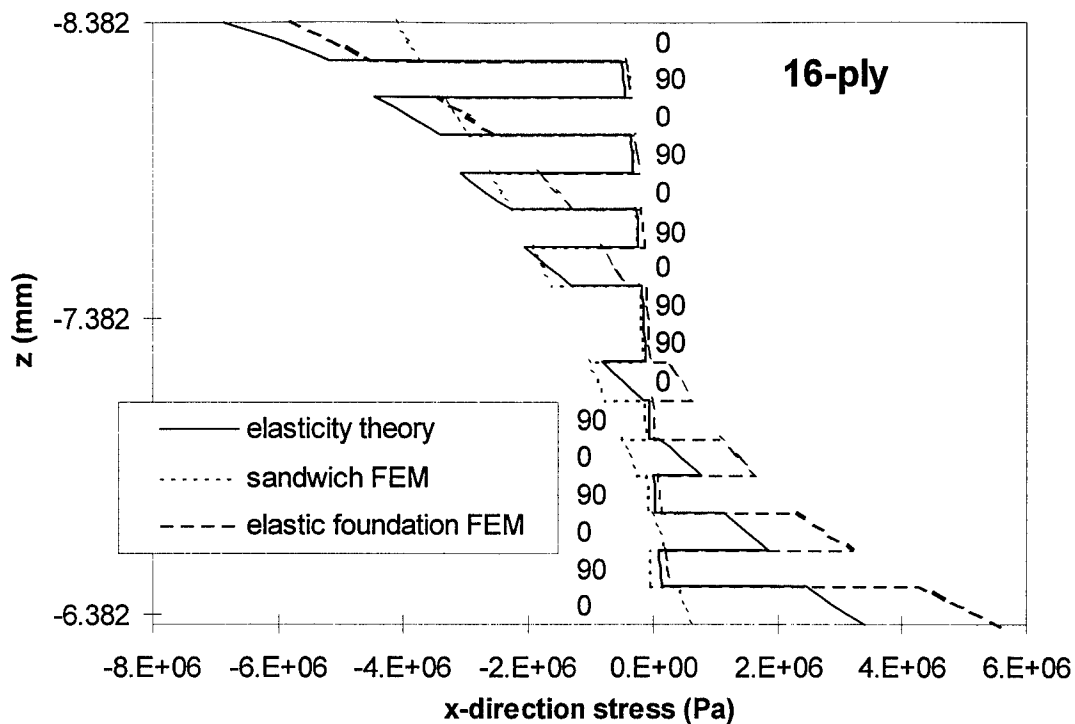 -8.382
0
90
16-ply
0
90
0
90
0
z (mm)
-7.382
90
90
0
90
elasticity theory
0
sandwich FEM
90
elastic foundation FEM
0
90
0
-6.382
-8.E+06 -6.E+06 -4.E+06 -2.E+06 0.E+00 2.E+06 4.E+06 6.E+06
x-direction stress (Pa)